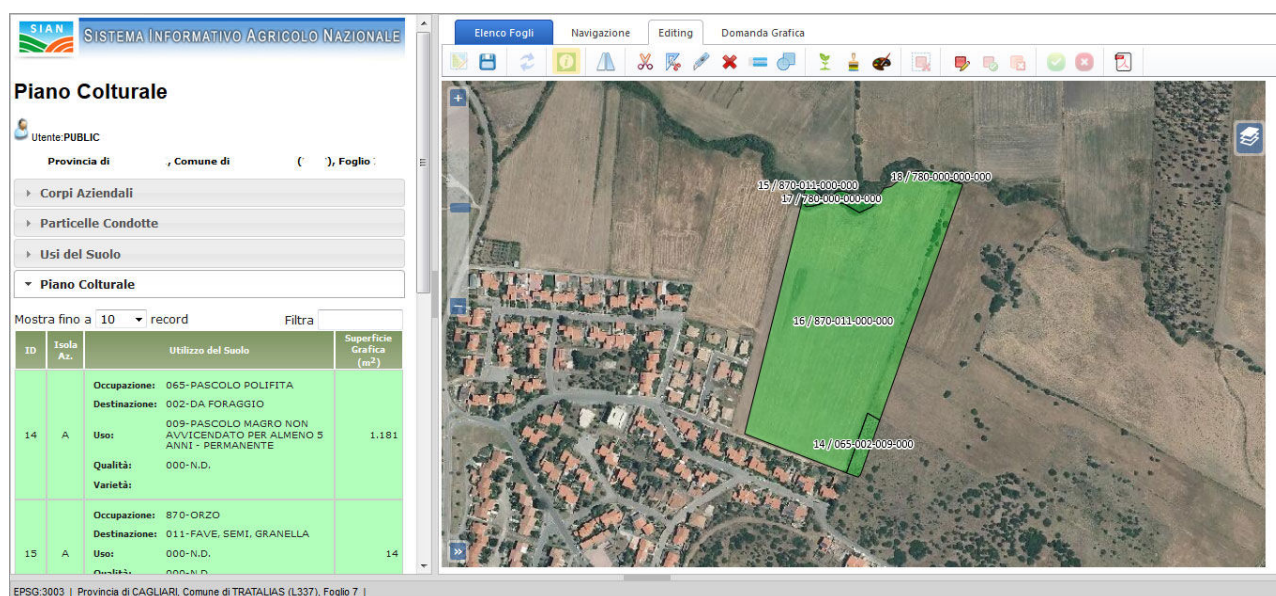 SIAN
SISTEMA INFORMATIVO AGRICOLO NAZIONALE
Piano Colturale
Utente:PUBLIC
Provincia di , Comune di ( ' '), Foglio
Corpi Aziendali
Particelle Condotte
Usi del Suolo
Piano Colturale
Mostra fino a 10 record Filtra
ID Isola Az. Utilizzo del Suolo Superficie Grafica (m²)
Occupazione: 065-PASCOLO POLIFITA
Destinazione: 002-DA FORAGGIO
14 A Uso: 009-PASCOLO MAGRO NON AVVICENDATO PER ALMENO 5 ANNI - PERMANENTE 1.181
Qualità: 000-N.D.
Varietà:
Occupazione: 870-ORZO
Destinazione: 011-FAVE, SEMI, GRANELLA
15 A Uso: 000-N.D. 14
Qualità: 000-N.D.
Elenco Fogli Navigazione Editing Domanda Grafica
18 / 780-000-000-000
15 / 870-011-000-000
17 / 780-000-000-000
16 / 870-011-000-000
14 / 065-002-009-000
EPSG:3003 | Provincia di CAGLIARI, Comune di TRATALIAS (L337), Foglio 7 |